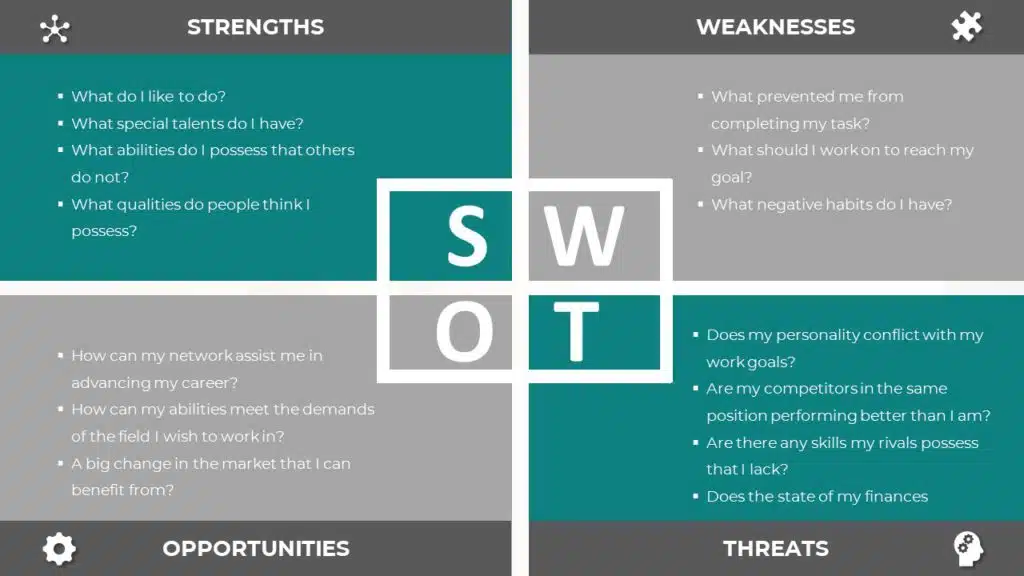 STRENGTHS
▪ What do I like to do?
▪ What special talents do I have?
▪ What abilities do I possess that others
do not?
▪ What qualities do people think I
possess?
WEAKNESSES
▪ What prevented me from
completing my task?
▪ What should I work on to reach my
goal?
▪ What negative habits do I have?
S W
O T
▪ How can my network assist me in
advancing my career?
▪ How can my abilities meet the demands
of the field I wish to work in?
▪ A big change in the market that I can
benefit from?
OPPORTUNITIES
▪ Does my personality conflict with my
work goals?
▪ Are my competitors in the same
position performing better than I am?
▪ Are there any skills my rivals possess
that I lack?
▪ Does the state of my finances
THREATS